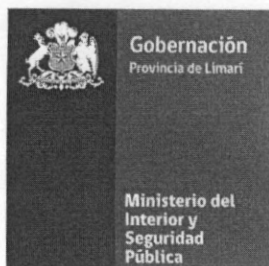 Gobernación
Provincia de Limarí
Ministerio del
Interior y
Seguridad
Pública